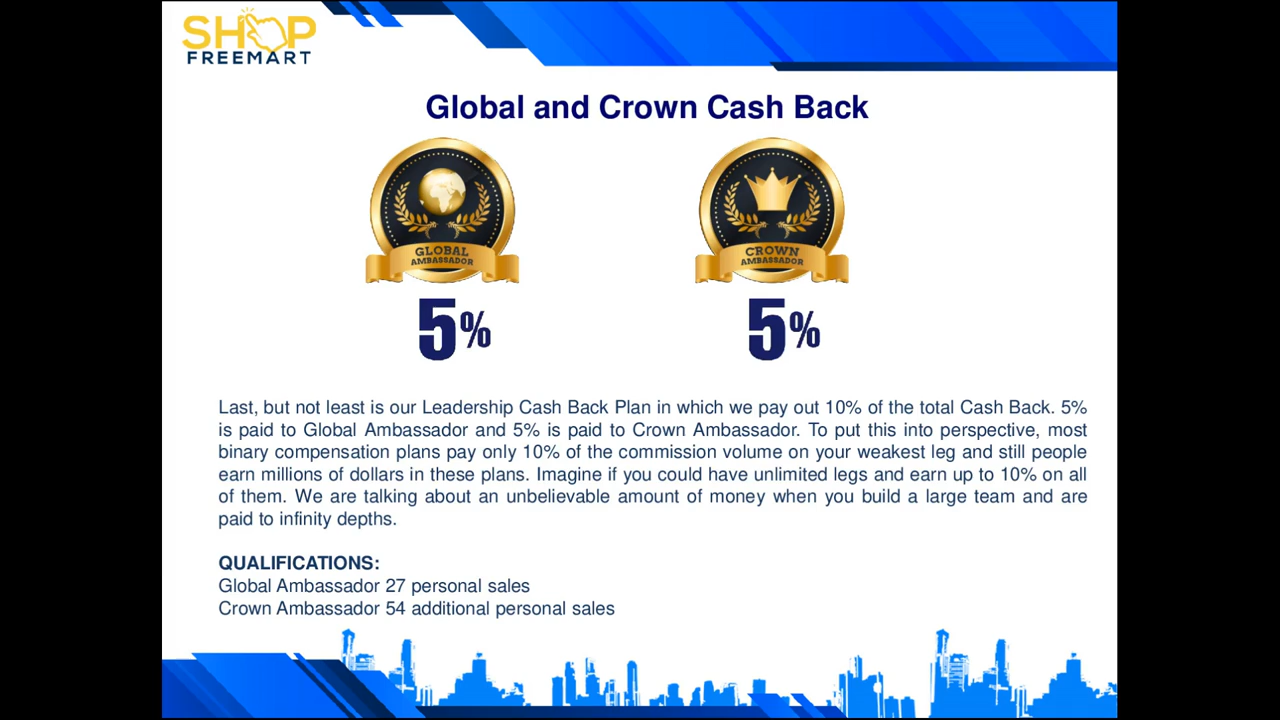 SHOP
FREEMART
Global and Crown Cash Back
GLOBAL
AMBASSADOR
CROWN
AMBASSADOR
5%
5%
Last, but not least is our Leadership Cash Back Plan in which we pay out 10% of the total Cash Back. 5%
is paid to Global Ambassador and 5% is paid to Crown Ambassador. To put this into perspective, most
binary compensation plans pay only 10% of the commission volume on your weakest leg and still people
earn millions of dollars in these plans. Imagine if you could have unlimited legs and earn up to 10% on all
of them. We are talking about an unbelievable amount of money when you build a large team and are
paid to infinity depths.
QUALIFICATIONS:
Global Ambassador 27 personal sales
Crown Ambassador 54 additional personal sales